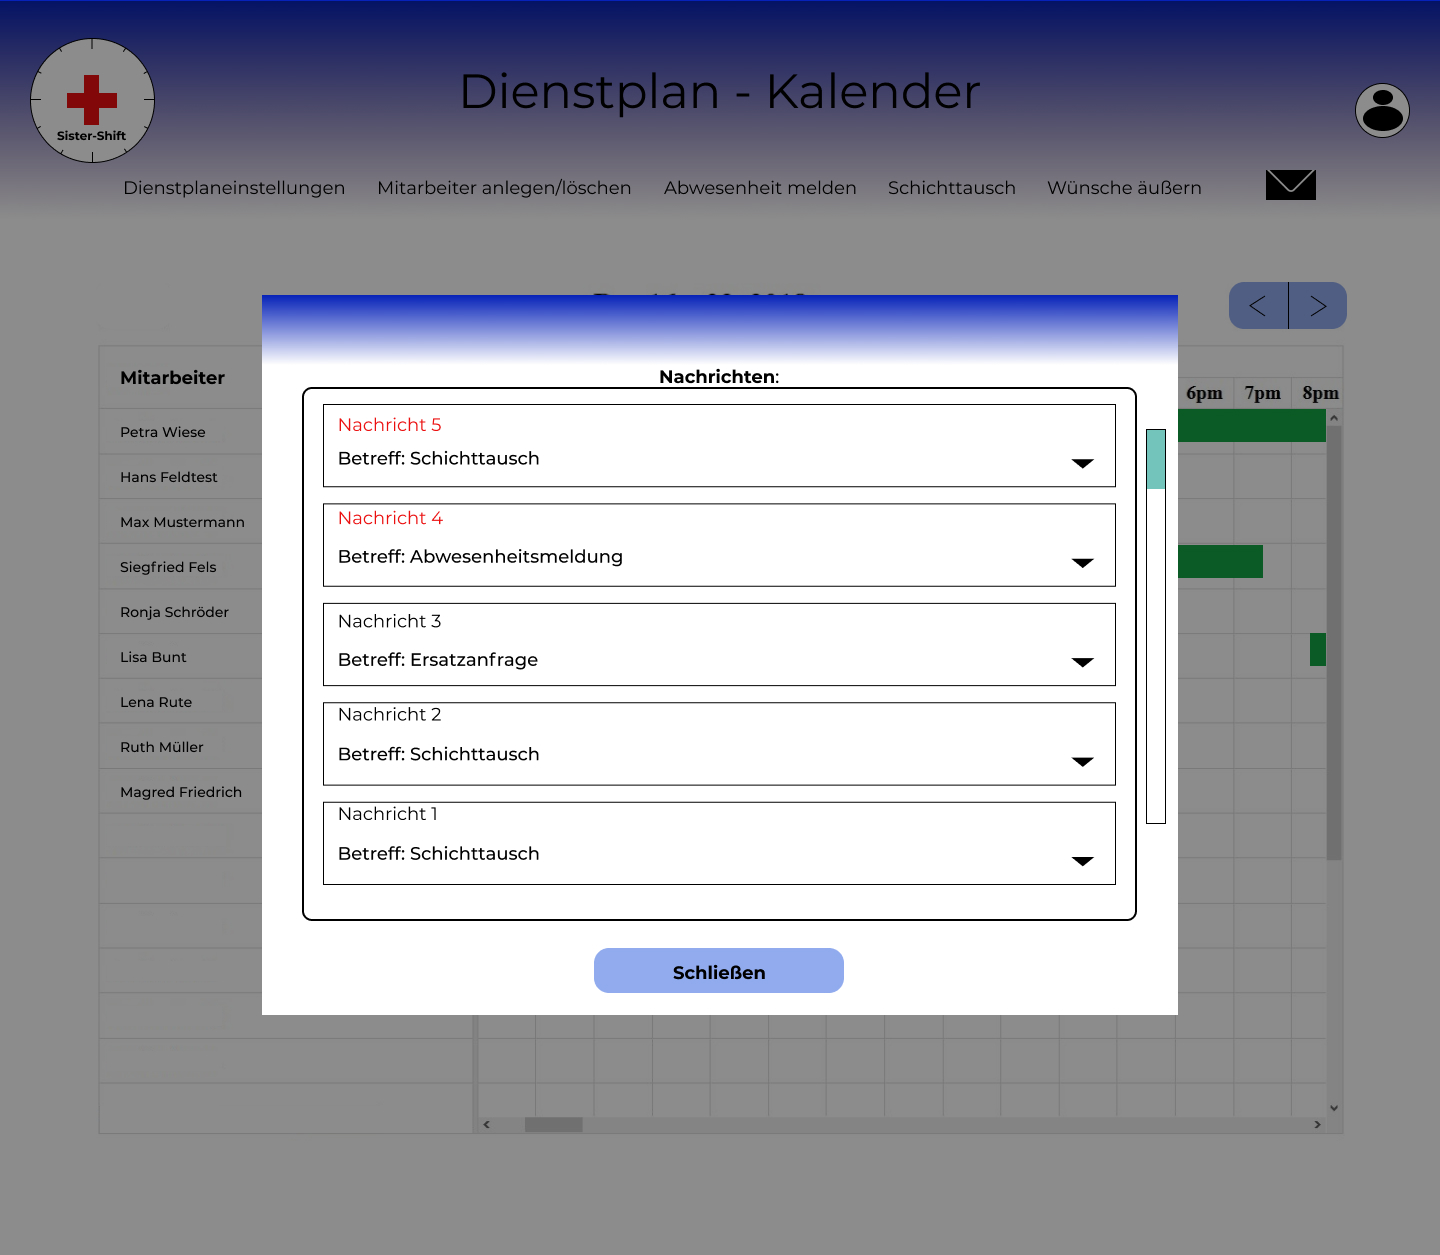 Dienstplan - Kalender
Sister-Shift
Dienstplaneinstellungen Mitarbeiter anlegen/löschen Abwesenheit melden Schichttausch Wünsche äußern
< >
Mitarbeiter
6pm 7pm 8pm
Petra Wiese
Hans Feldtest
Max Mustermann
Siegfried Fels
Ronja Schröder
Lisa Bunt
Lena Rute
Ruth Müller
Magred Friedrich
Nachrichten:
Nachricht 5
Betreff: Schichttausch
Nachricht 4
Betreff: Abwesenheitsmeldung
Nachricht 3
Betreff: Ersatzanfrage
Nachricht 2
Betreff: Schichttausch
Nachricht 1
Betreff: Schichttausch
Schließen